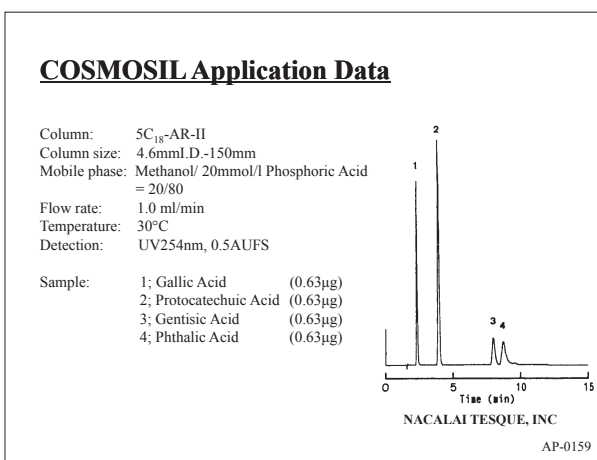 COSMOSIL Application Data
Column: 5C18-AR-II
Column size: 4.6mmI.D.-150mm
Mobile phase: Methanol/ 20mmol/l Phosphoric Acid
= 20/80
Flow rate: 1.0 ml/min
Temperature: 30°C
Detection: UV254nm, 0.5AUFS
Sample: 1; Gallic Acid (0.63μg)
2; Protocatechuic Acid (0.63μg)
3; Gentisic Acid (0.63μg)
4; Phthalic Acid (0.63μg)
1
2
3 4
0 5 10 15
Time (min)
NACALAI TESQUE, INC
AP-0159